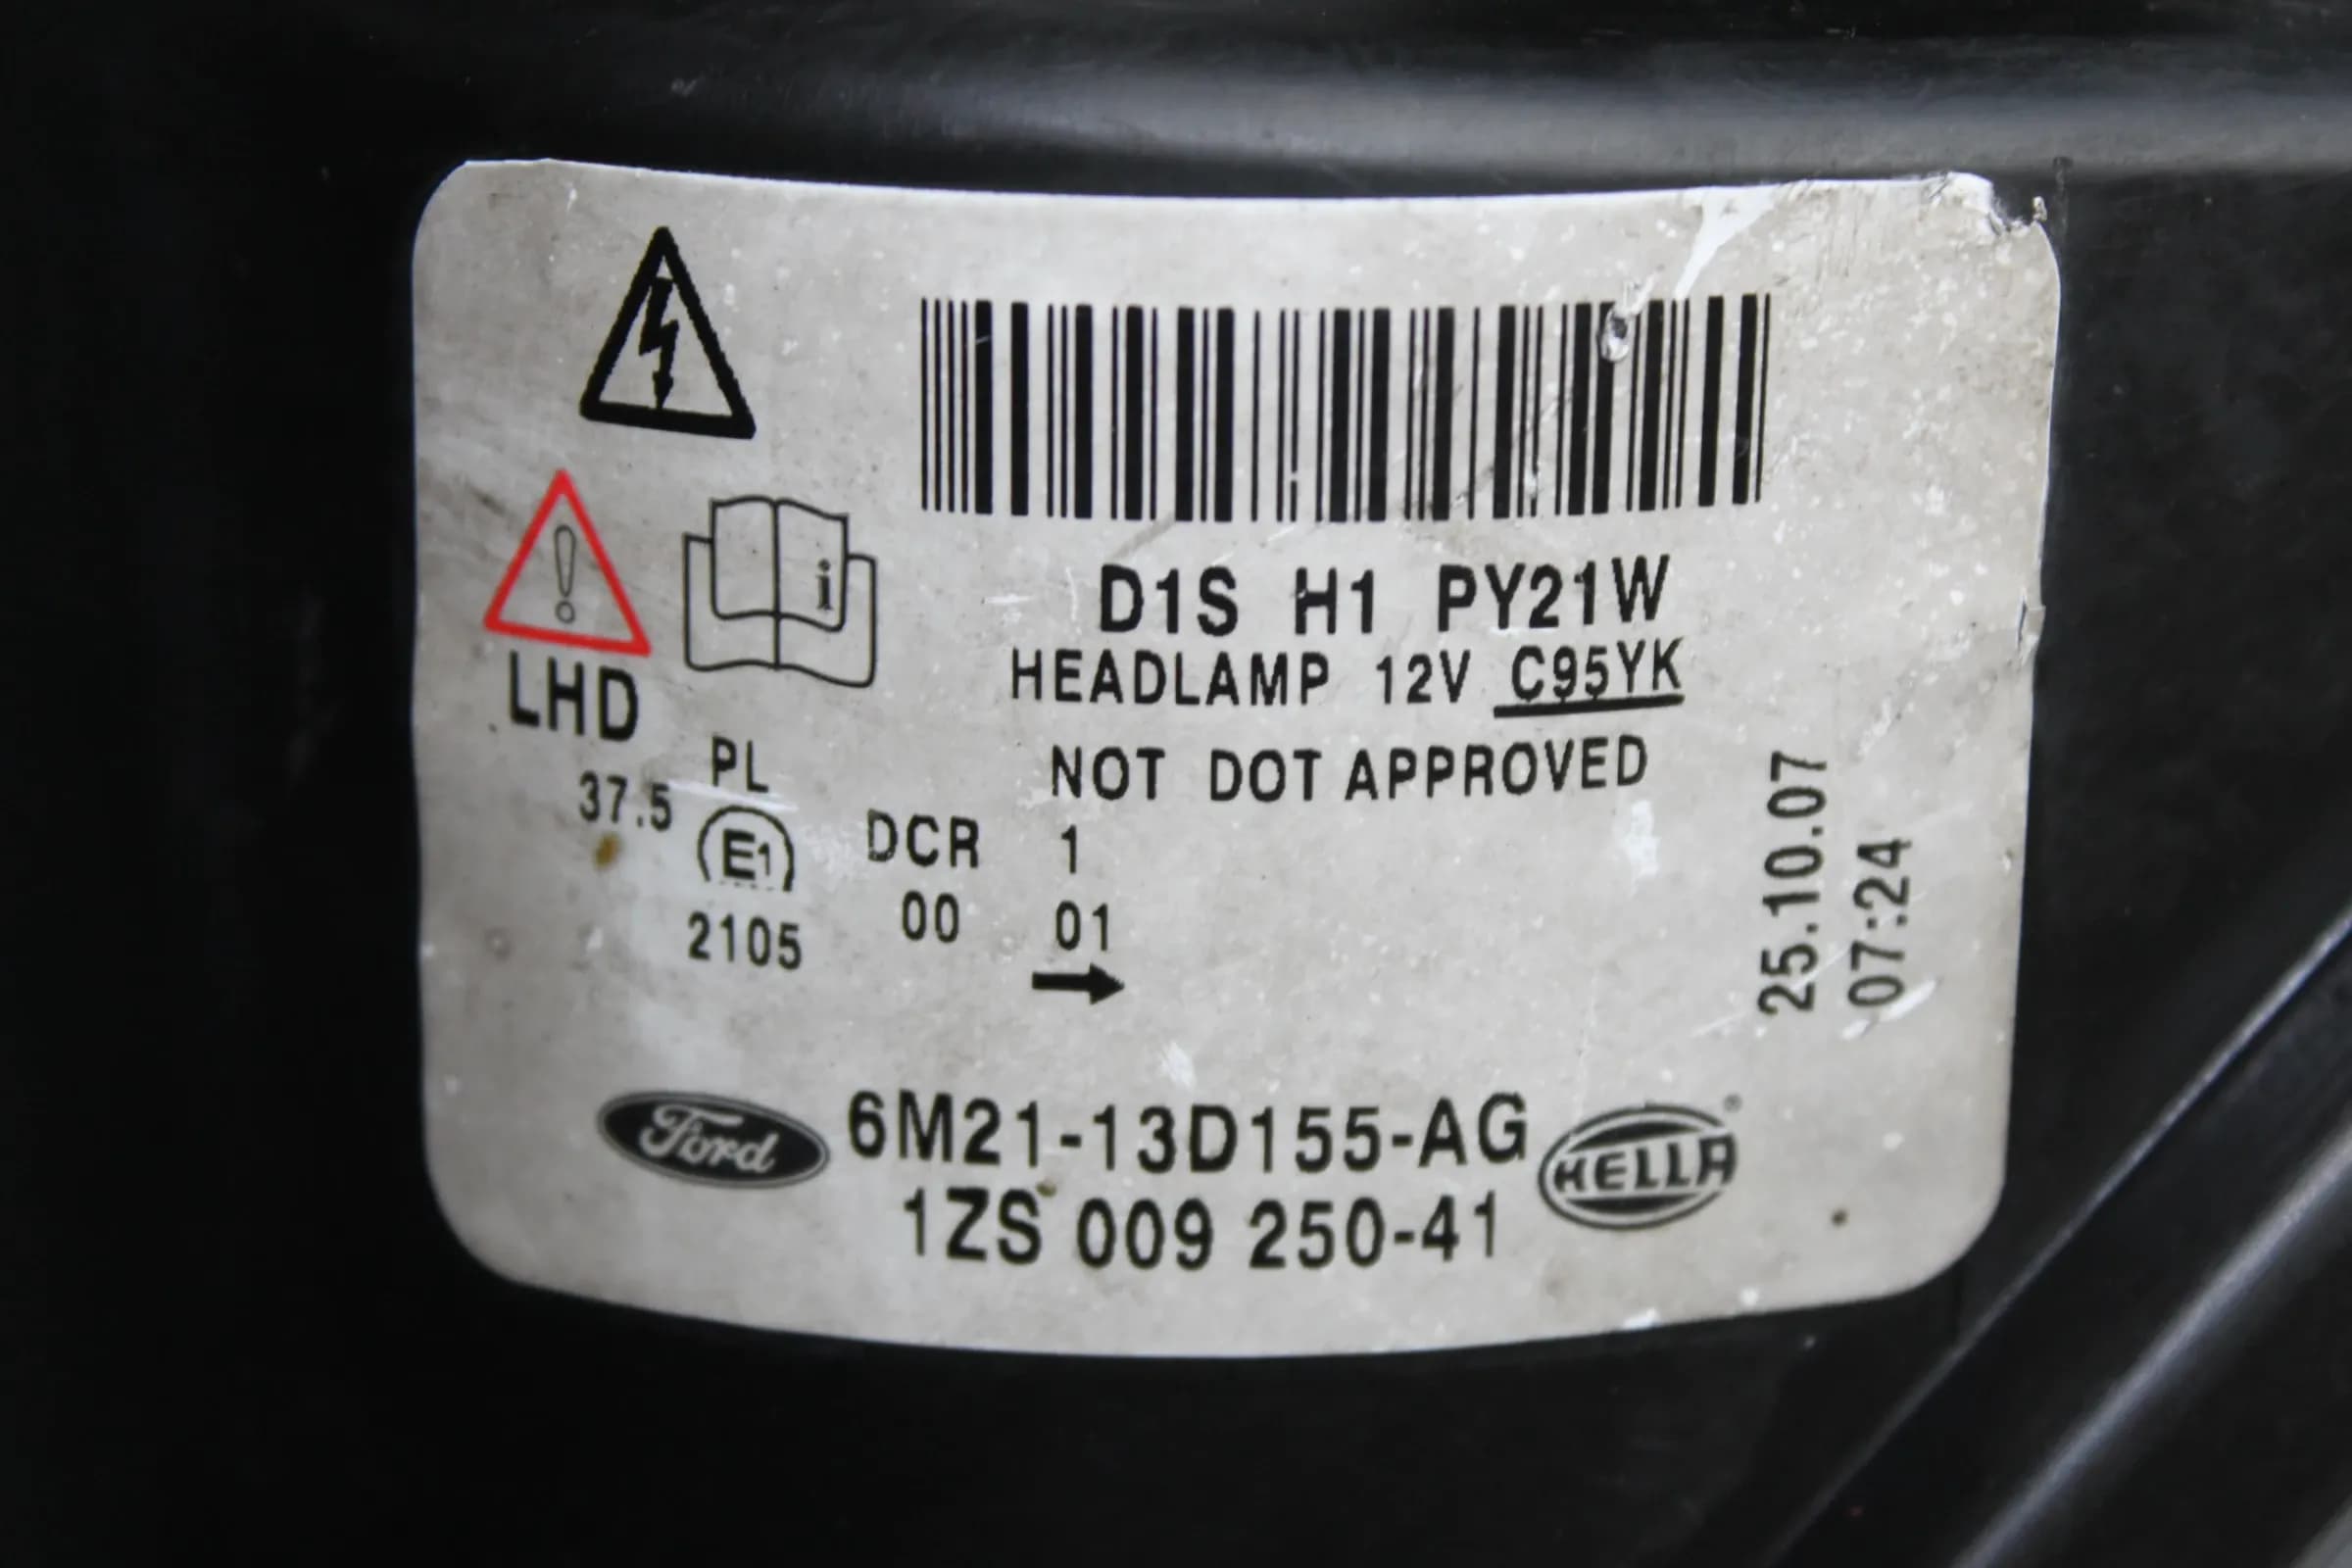 D1S H1 PY21W
HEADLAMP 12V C95YK
LHD
NOT DOT APPROVED
PL
37.5
E1
DCR 1
2105
00 01
25.10.07
07:24
Ford
6M21-13D155-AG
HELLA
1ZS 009 250-41